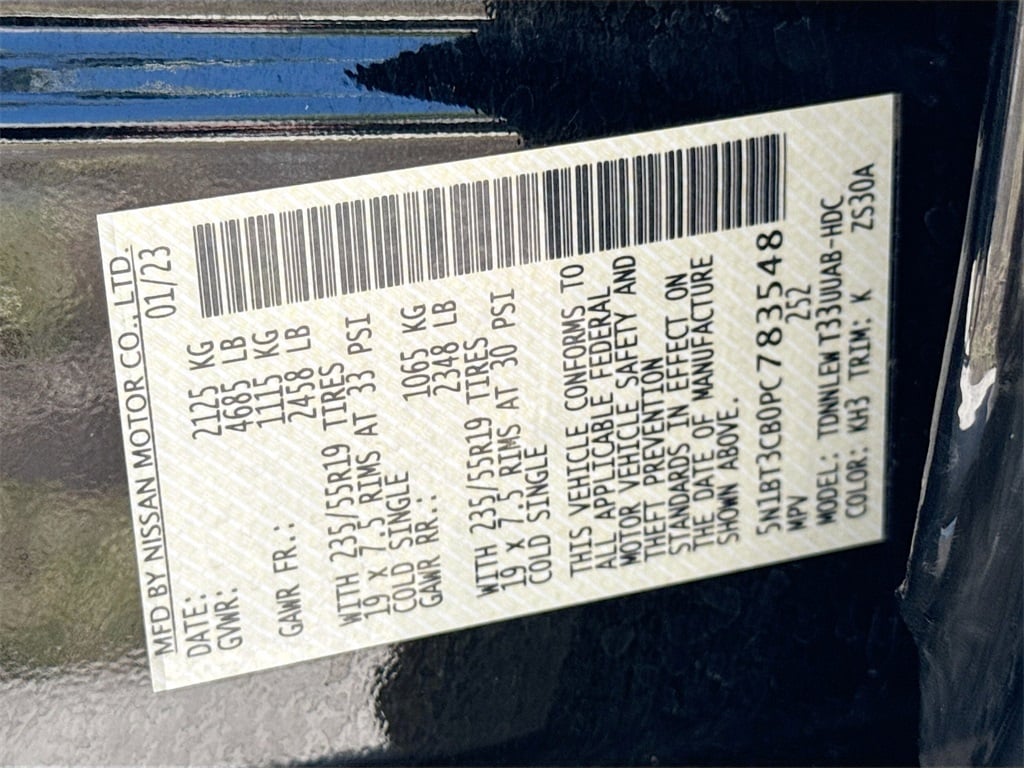 MFD BY NISSAN MOTOR CO., LTD.
DATE: 01/23
GVWR: 2125 KG
4685 LB
GAWR FR.: 1115 KG
2458 LB
WITH 235/55R19 TIRES
19 X 7.5 RIMS AT 33 PSI
COLD SINGLE
GAWR RR.: 1065 KG
2348 LB
WITH 235/55R19 TIRES
19 X 7.5 RIMS AT 30 PSI
COLD SINGLE
THIS VEHICLE CONFORMS TO
ALL APPLICABLE FEDERAL
MOTOR VEHICLE SAFETY AND
THEFT PREVENTION
STANDARDS IN EFFECT ON
THE DATE OF MANUFACTURE
SHOWN ABOVE.
5N1BT3CB0PC783548
MPV 252
MODEL: TDNNLEWT33UUAB-HDC
COLOR: KH3 TRIM: K ZS30A